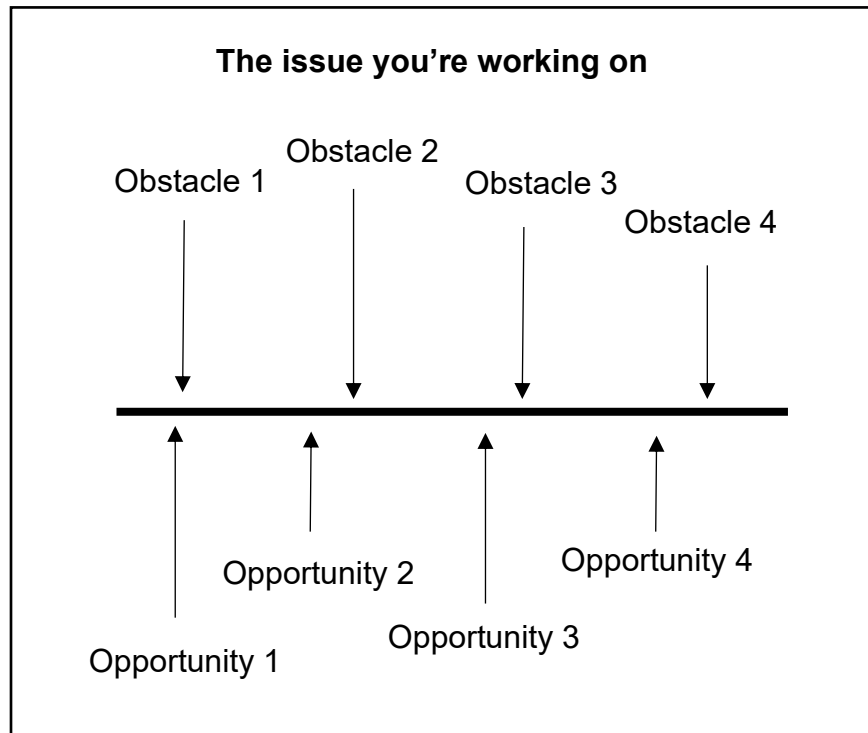 The issue you’re working on
Obstacle 1
Obstacle 2
Obstacle 3
Obstacle 4
Opportunity 1
Opportunity 2
Opportunity 3
Opportunity 4